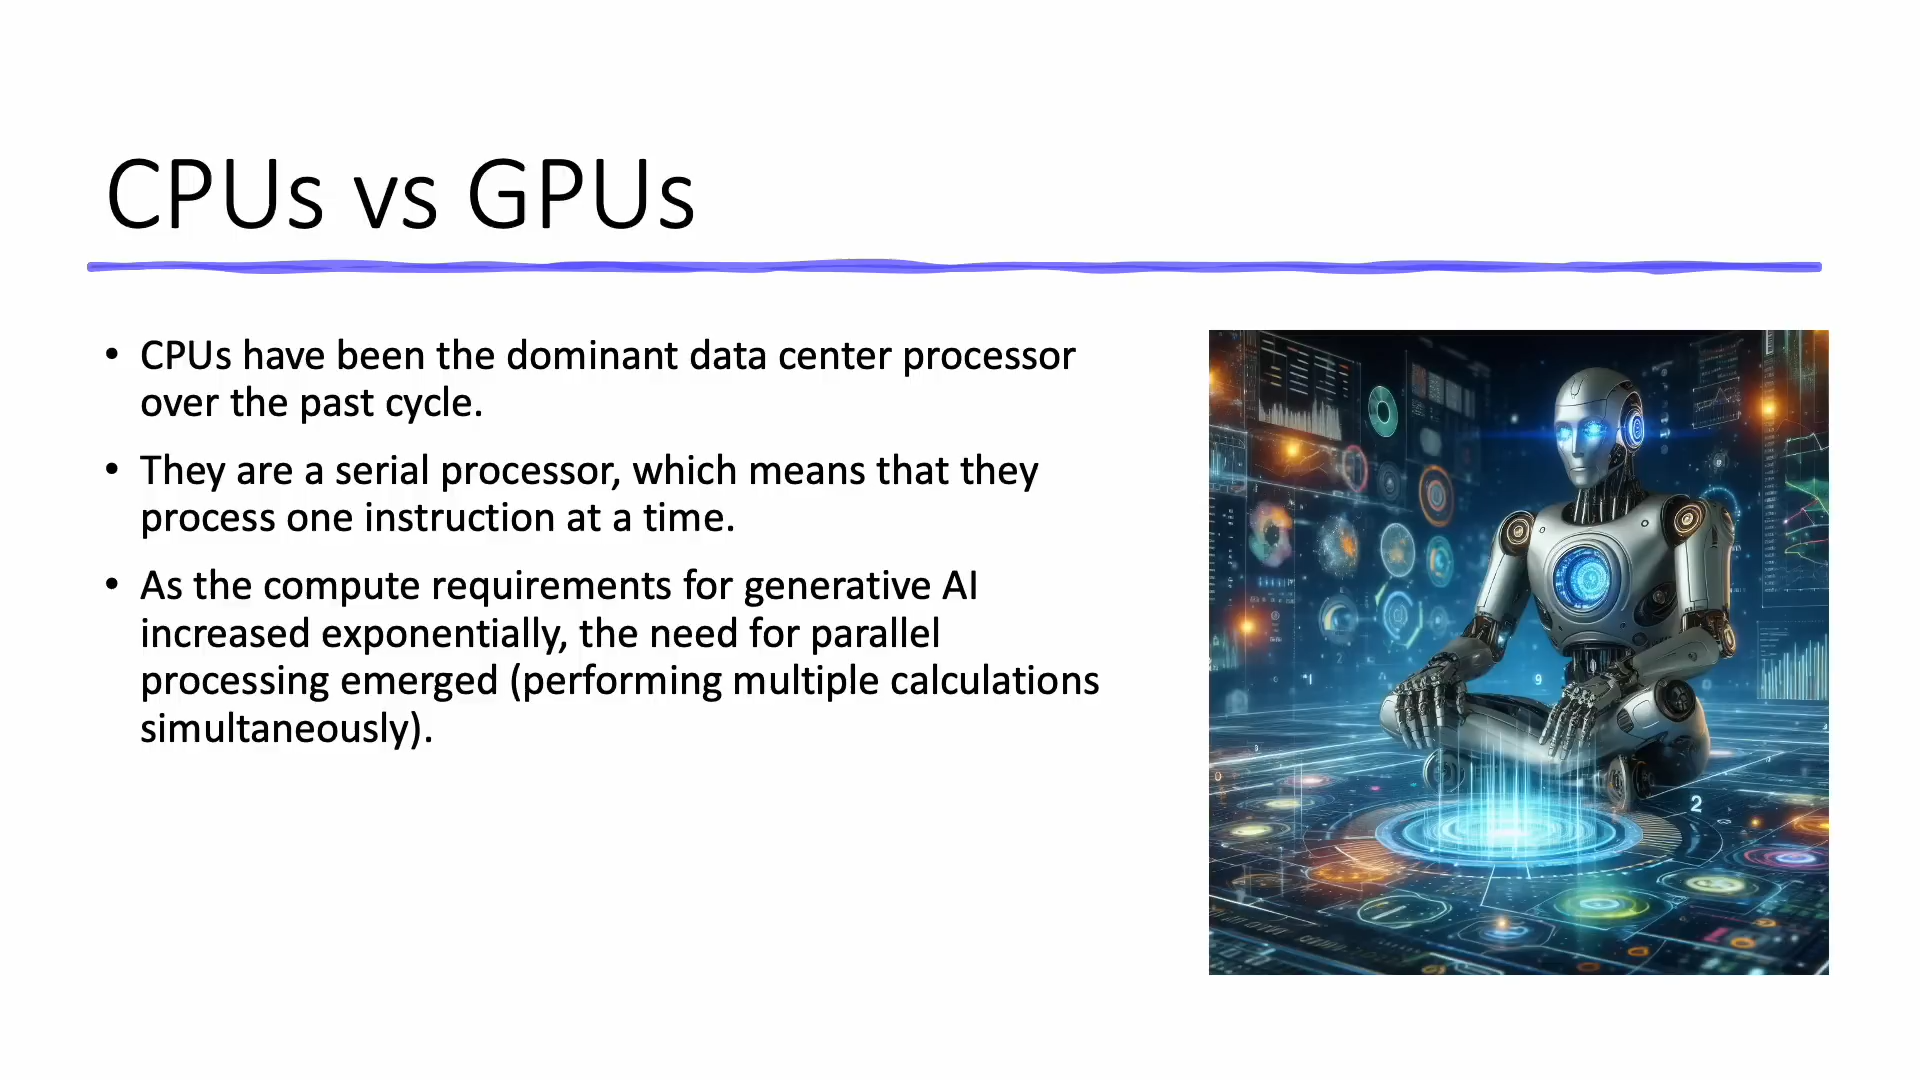 CPUs vs GPUs
• CPUs have been the dominant data center processor
over the past cycle.
• They are a serial processor, which means that they
process one instruction at a time.
• As the compute requirements for generative AI
increased exponentially, the need for parallel
processing emerged (performing multiple calculations
simultaneously).
9
2